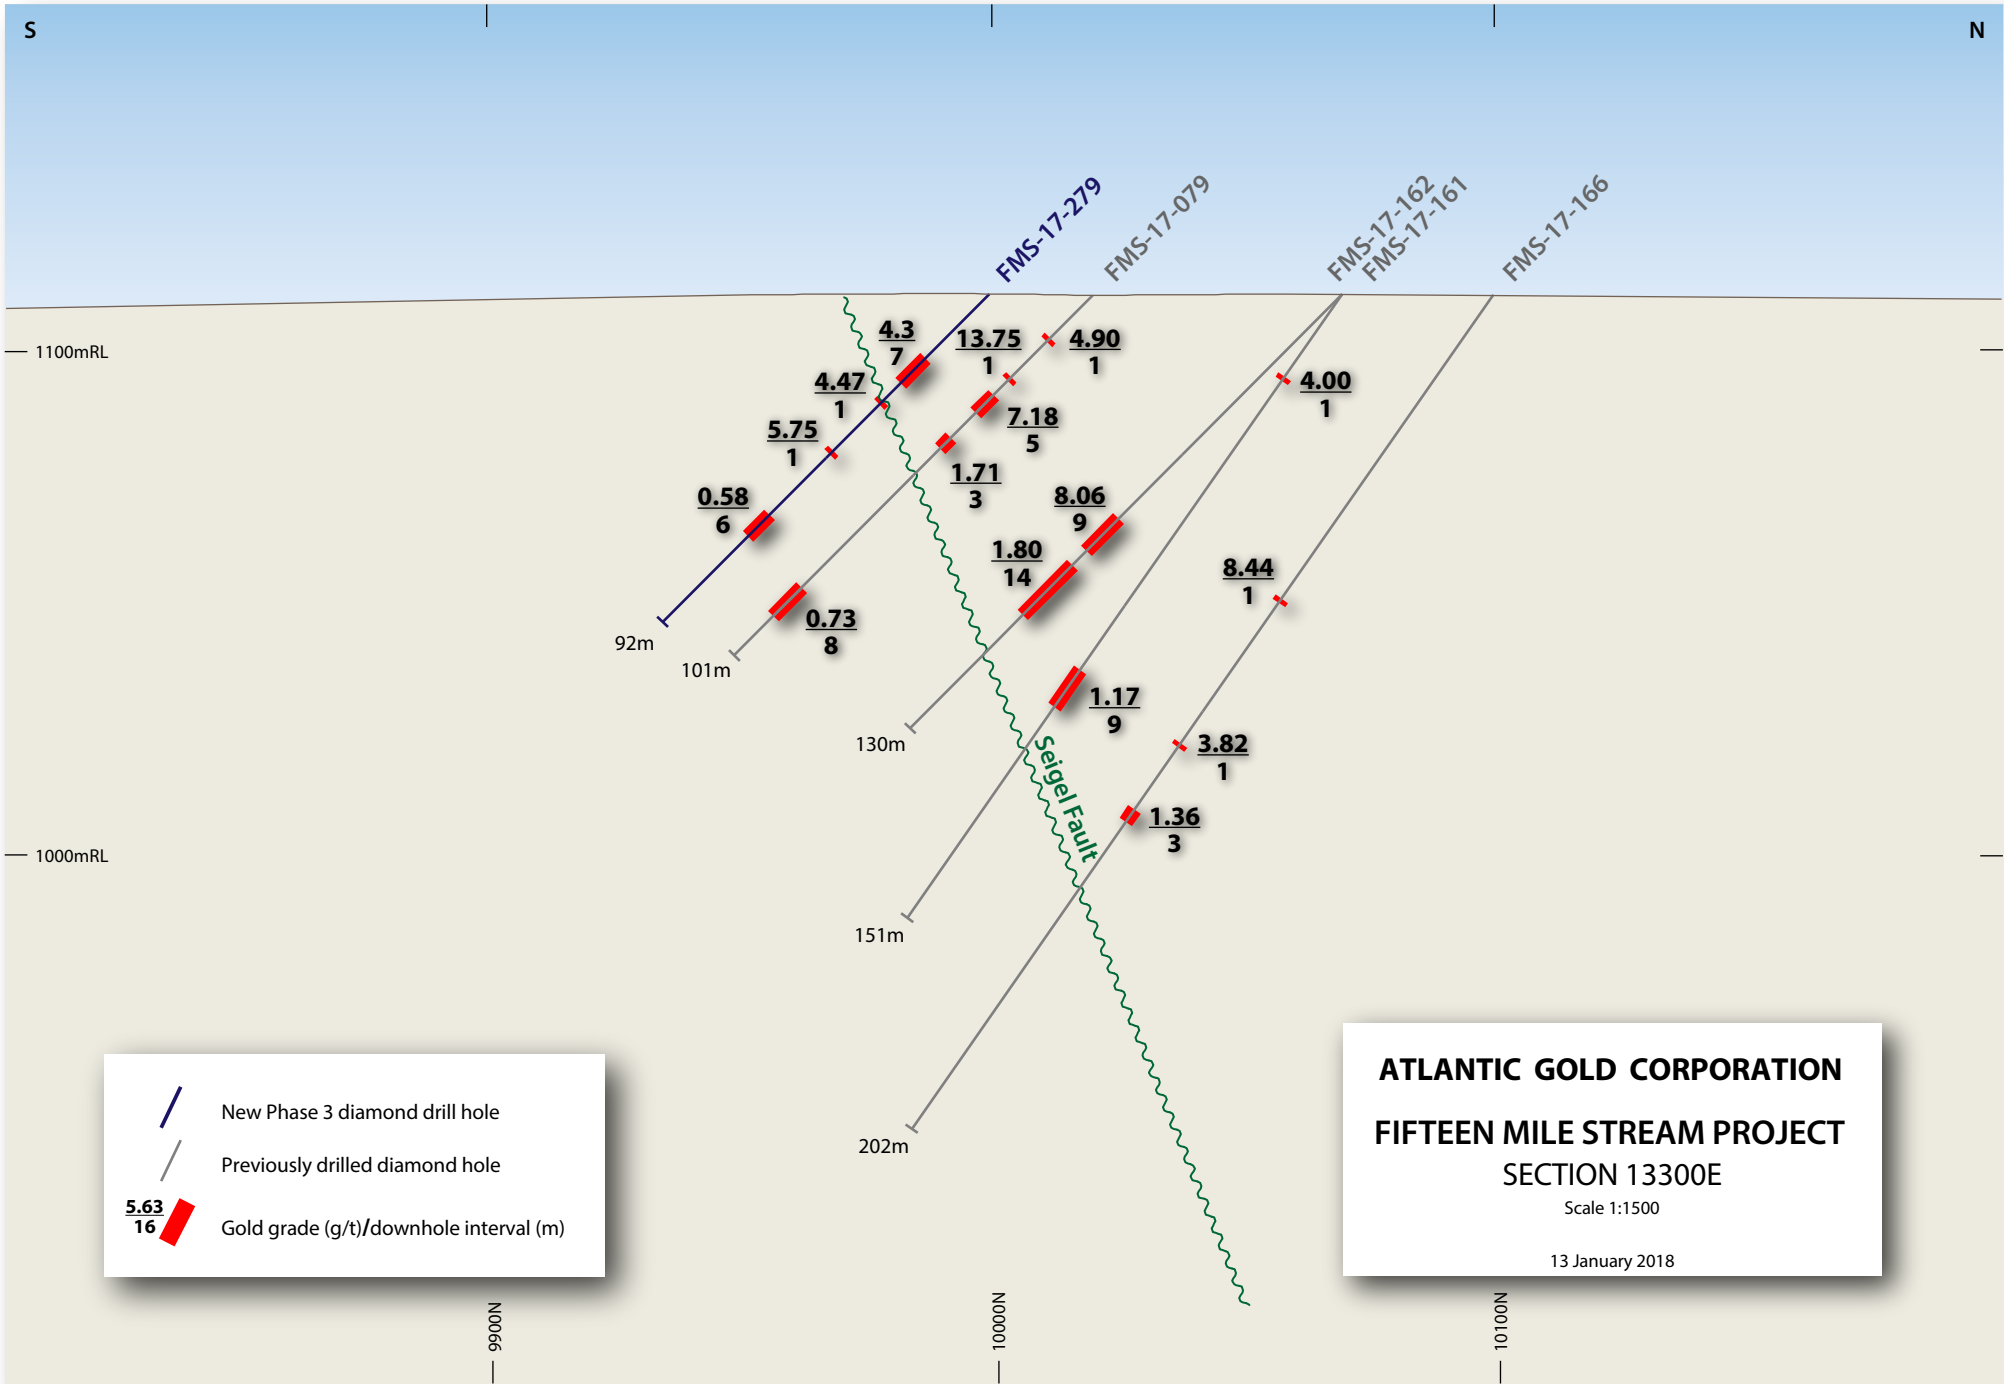 S
N
FMS-17-279
FMS-17-079
FMS-17-162
FMS-17-161
FMS-17-166
1100mRL
4.3
7
13.75
1
4.90
1
4.47
1
4.00
1
7.18
5
5.75
1
1.71
3
0.58
6
8.06
9
1.80
14
8.44
1
0.73
8
92m
101m
1.17
9
130m
3.82
1
Seigel Fault
1.36
3
1000mRL
151m
202m
New Phase 3 diamond drill hole
Previously drilled diamond hole
5.63
16
Gold grade (g/t)/downhole interval (m)
ATLANTIC GOLD CORPORATION
FIFTEEN MILE STREAM PROJECT
SECTION 13300E
Scale 1:1500
13 January 2018
9900N
10000N
10100N